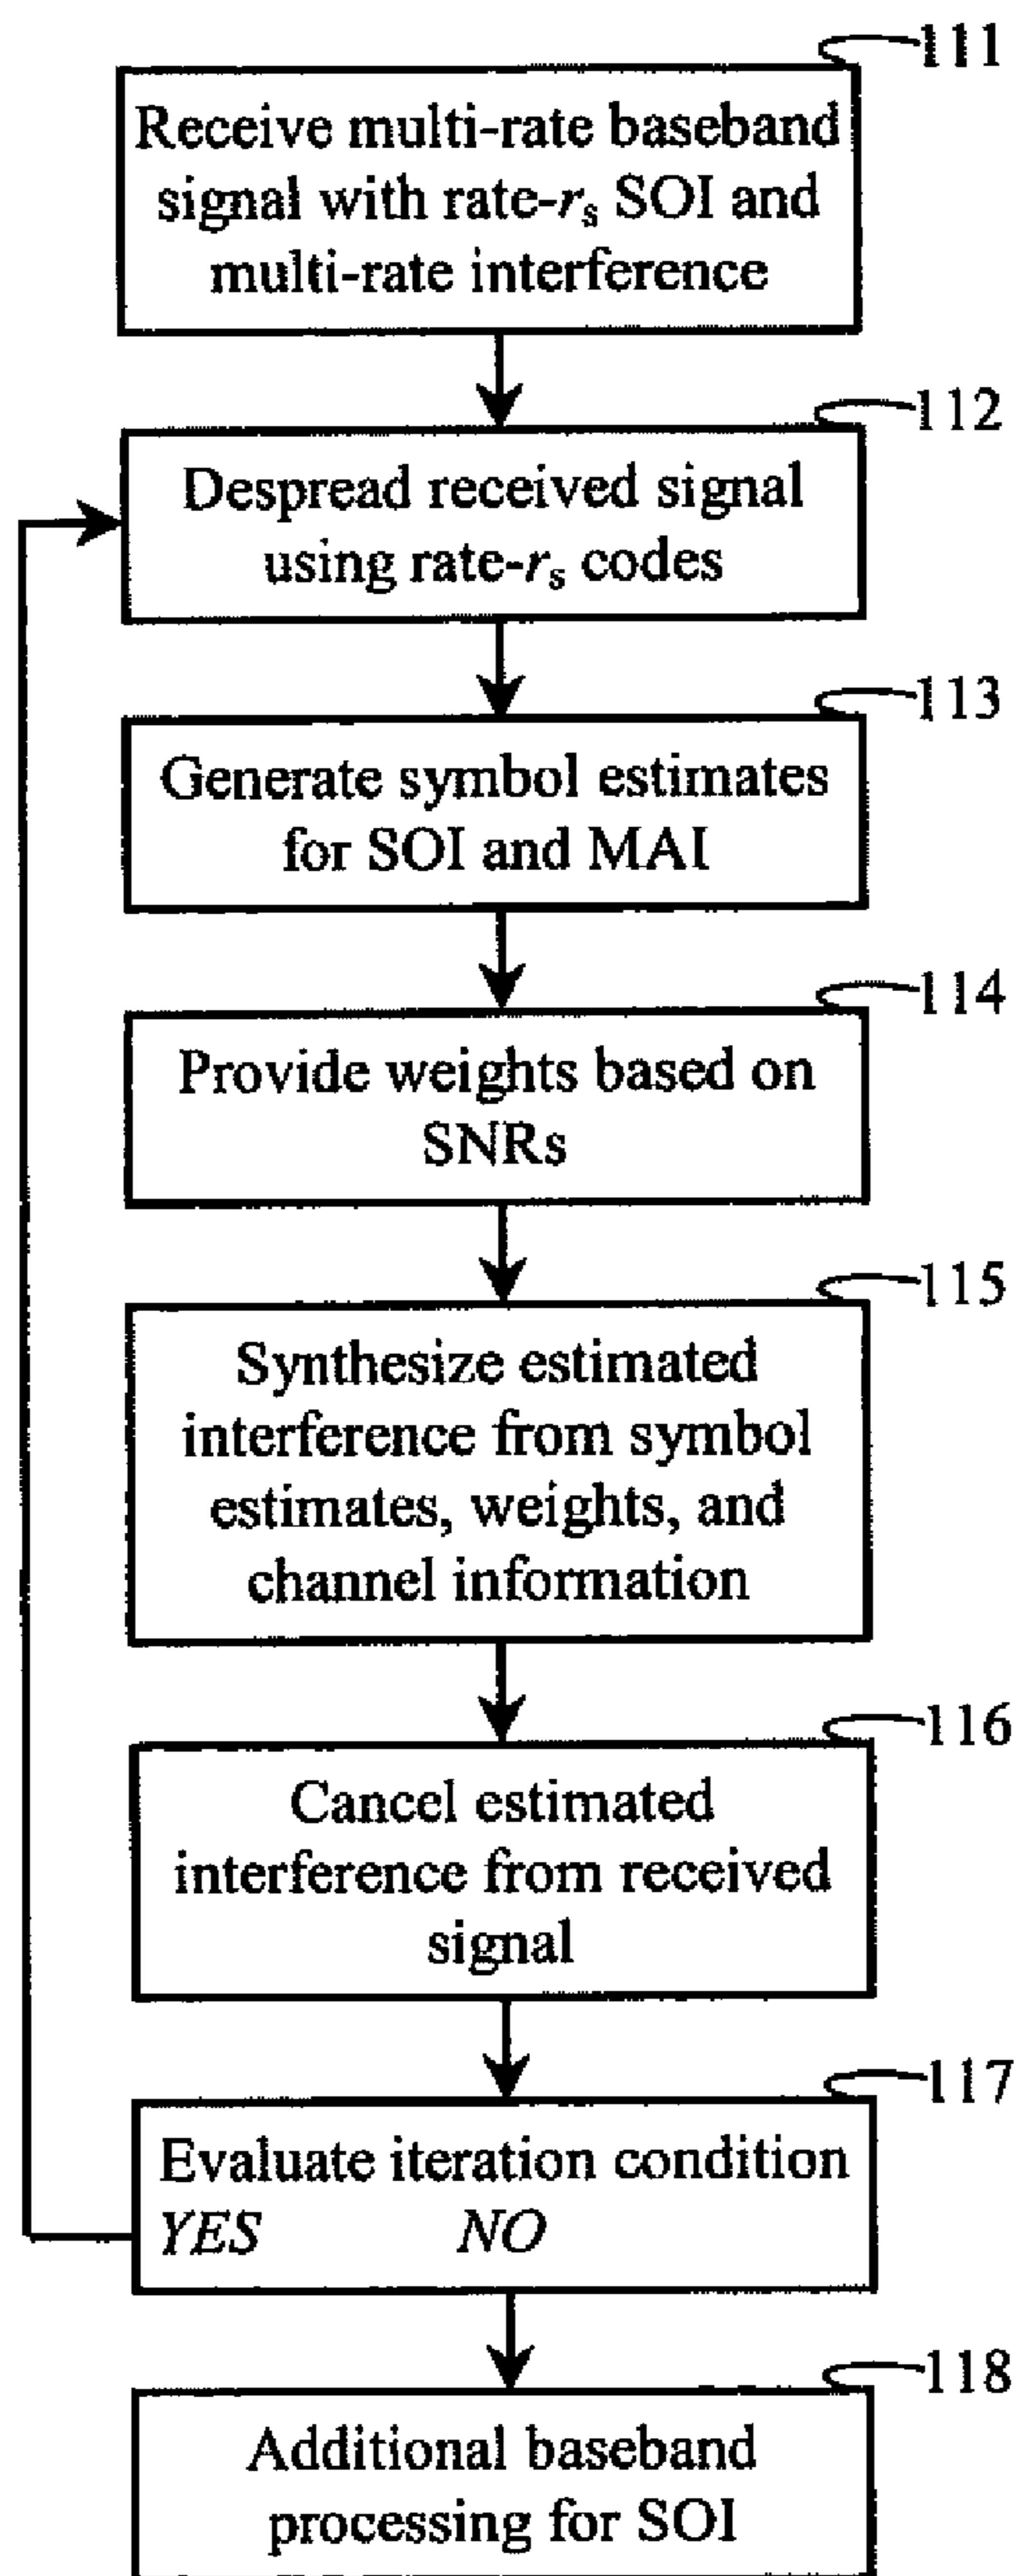 111
Receive multi-rate baseband
signal with rate-rs SOI and
multi-rate interference
112
Despread received signal
using rate-rs codes
113
Generate symbol estimates
for SOI and MAI
114
Provide weights based on
SNRs
115
Synthesize estimated
interference from symbol
estimates, weights, and
channel information
116
Cancel estimated
interference from received
signal
117
Evaluate iteration condition
YES NO
118
Additional baseband
processing for SOI